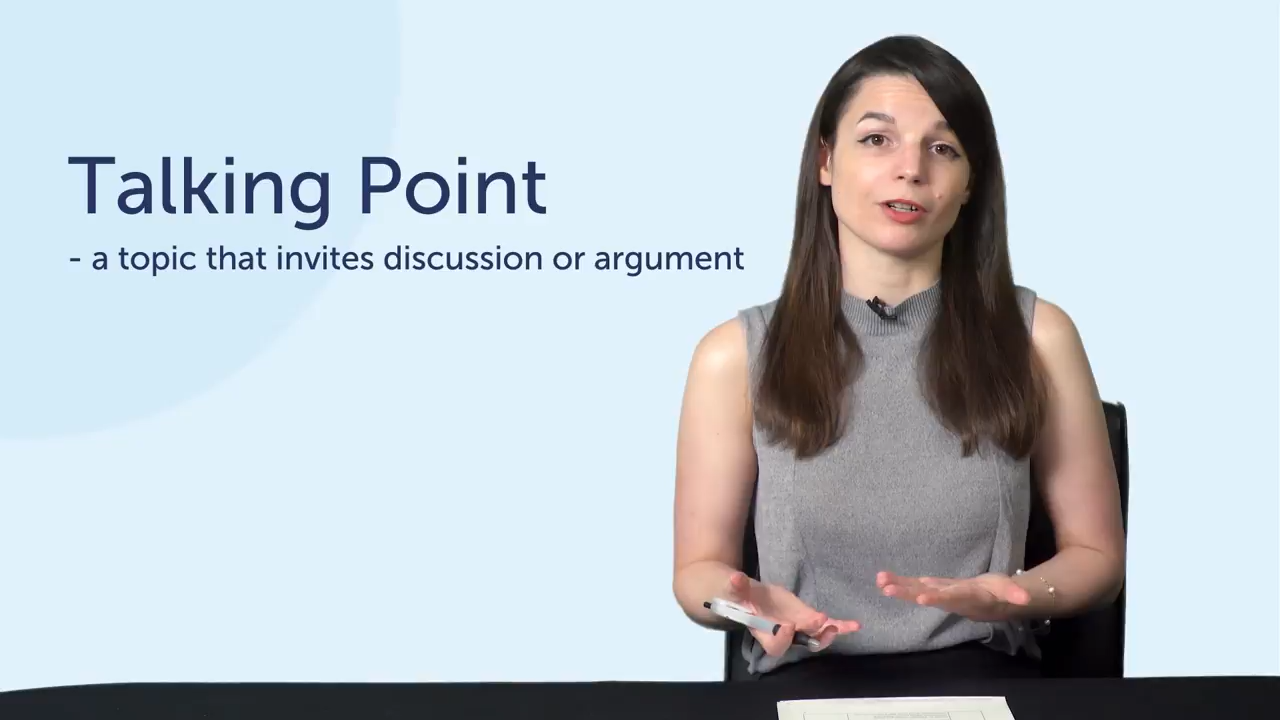 Talking Point
- a topic that invites discussion or argument